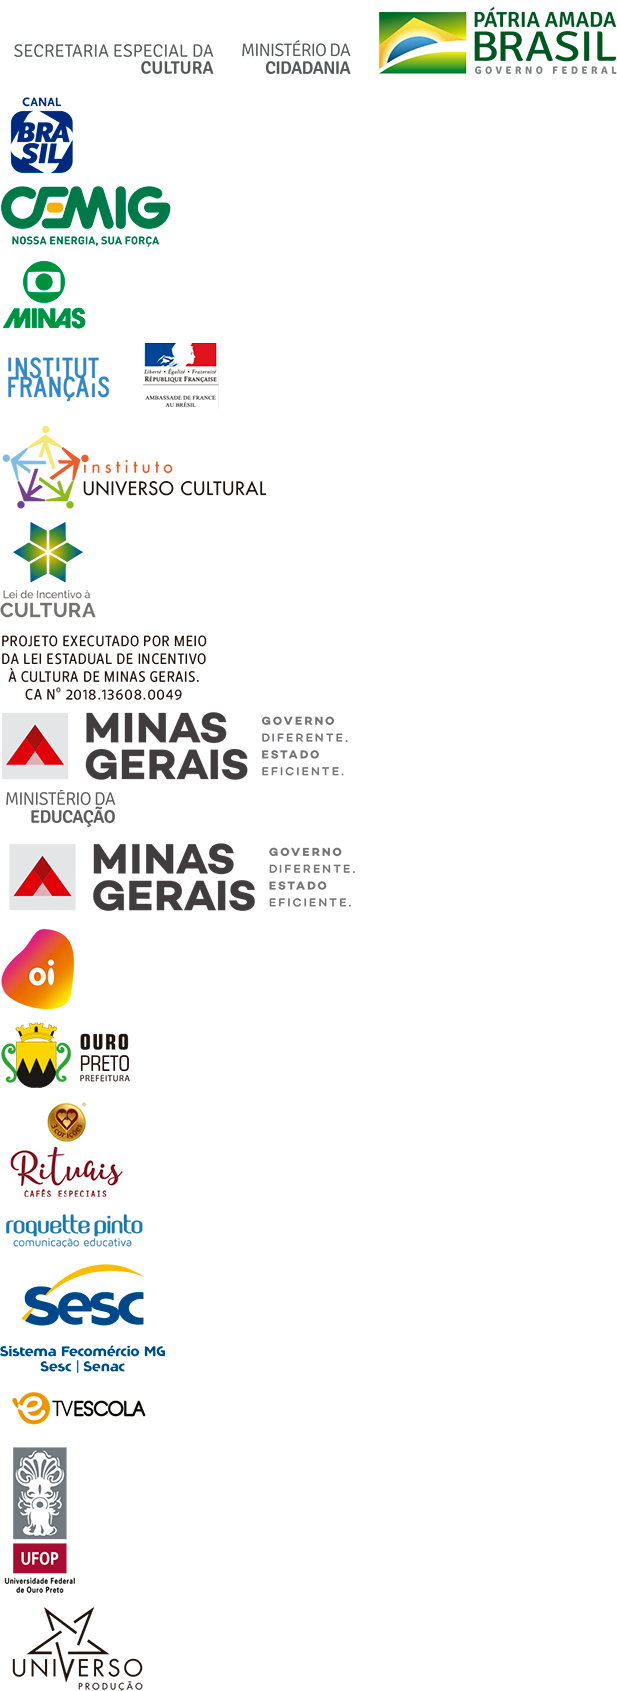 SECRETARIA ESPECIAL DA
CULTURA
MINISTÉRIO DA
CIDADANIA
PÁTRIA AMADA
BRASIL
GOVERNO FEDERAL
CANAL
BRA
SIL
CEMIG
NOSSA ENERGIA, SUA FORÇA
MINAS
INSTITUT
FRANÇAIS
Liberté • Égalité • Fraternité
RÉPUBLIQUE FRANÇAISE
AMBASSADE DE FRANCE
AU BRÉSIL
instituto
UNIVERSO CULTURAL
Lei de Incentivo à
CULTURA
PROJETO EXECUTADO POR MEIO
DA LEI ESTADUAL DE INCENTIVO
À CULTURA DE MINAS GERAIS.
CA Nº 2018.13608.0049
MINAS
GERAIS
GOVERNO
DIFERENTE.
ESTADO
EFICIENTE.
MINISTÉRIO DA
EDUCAÇÃO
MINAS
GERAIS
GOVERNO
DIFERENTE.
ESTADO
EFICIENTE.
oi
OURO
PRETO
PREFEITURA
3 corações
Rituais
CAFÉS ESPECIAIS
roquette pinto
comunicação educativa
Sesc
Sistema Fecomércio MG
Sesc | Senac
e TVESCOLA
UFOP
Universidade Federal
de Ouro Preto
UNIVERSO
PRODUÇÃO